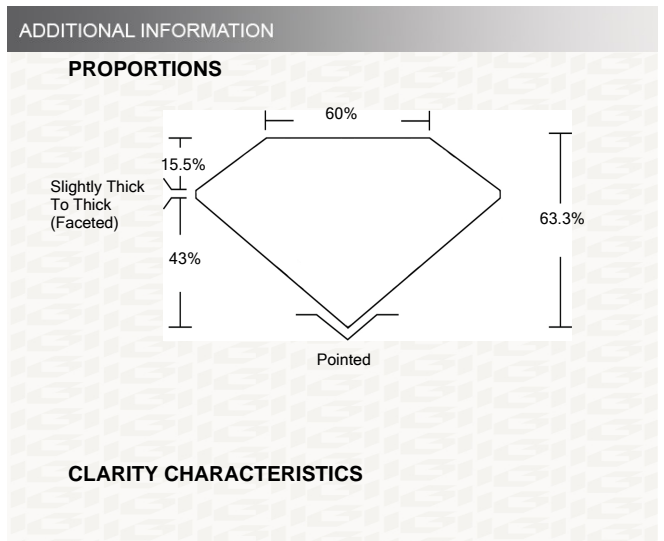 ADDITIONAL INFORMATION
PROPORTIONS
60%
15.5%
Slightly Thick
To Thick
(Faceted)
63.3%
43%
Pointed
CLARITY CHARACTERISTICS